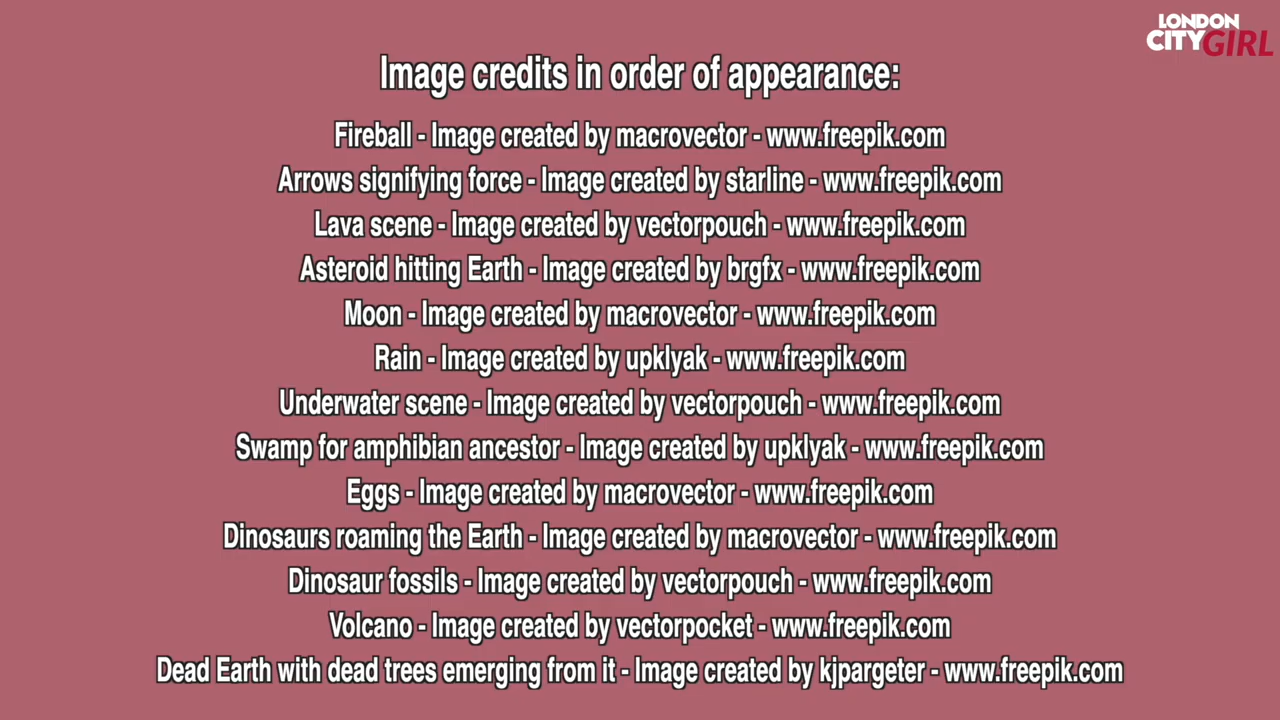 LONDON
CITYGIRL
Image credits in order of appearance:
Fireball - Image created by macrovector - www.freepik.com
Arrows signifying force - Image created by starline - www.freepik.com
Lava scene - Image created by vectorpouch - www.freepik.com
Asteroid hitting Earth - Image created by brgfx - www.freepik.com
Moon - Image created by macrovector - www.freepik.com
Rain - Image created by upklyak - www.freepik.com
Underwater scene - Image created by vectorpouch - www.freepik.com
Swamp for amphibian ancestor - Image created by upklyak - www.freepik.com
Eggs - Image created by macrovector - www.freepik.com
Dinosaurs roaming the Earth - Image created by macrovector - www.freepik.com
Dinosaur fossils - Image created by vectorpouch - www.freepik.com
Volcano - Image created by vectorpocket - www.freepik.com
Dead Earth with dead trees emerging from it - Image created by kjpargeter - www.freepik.com